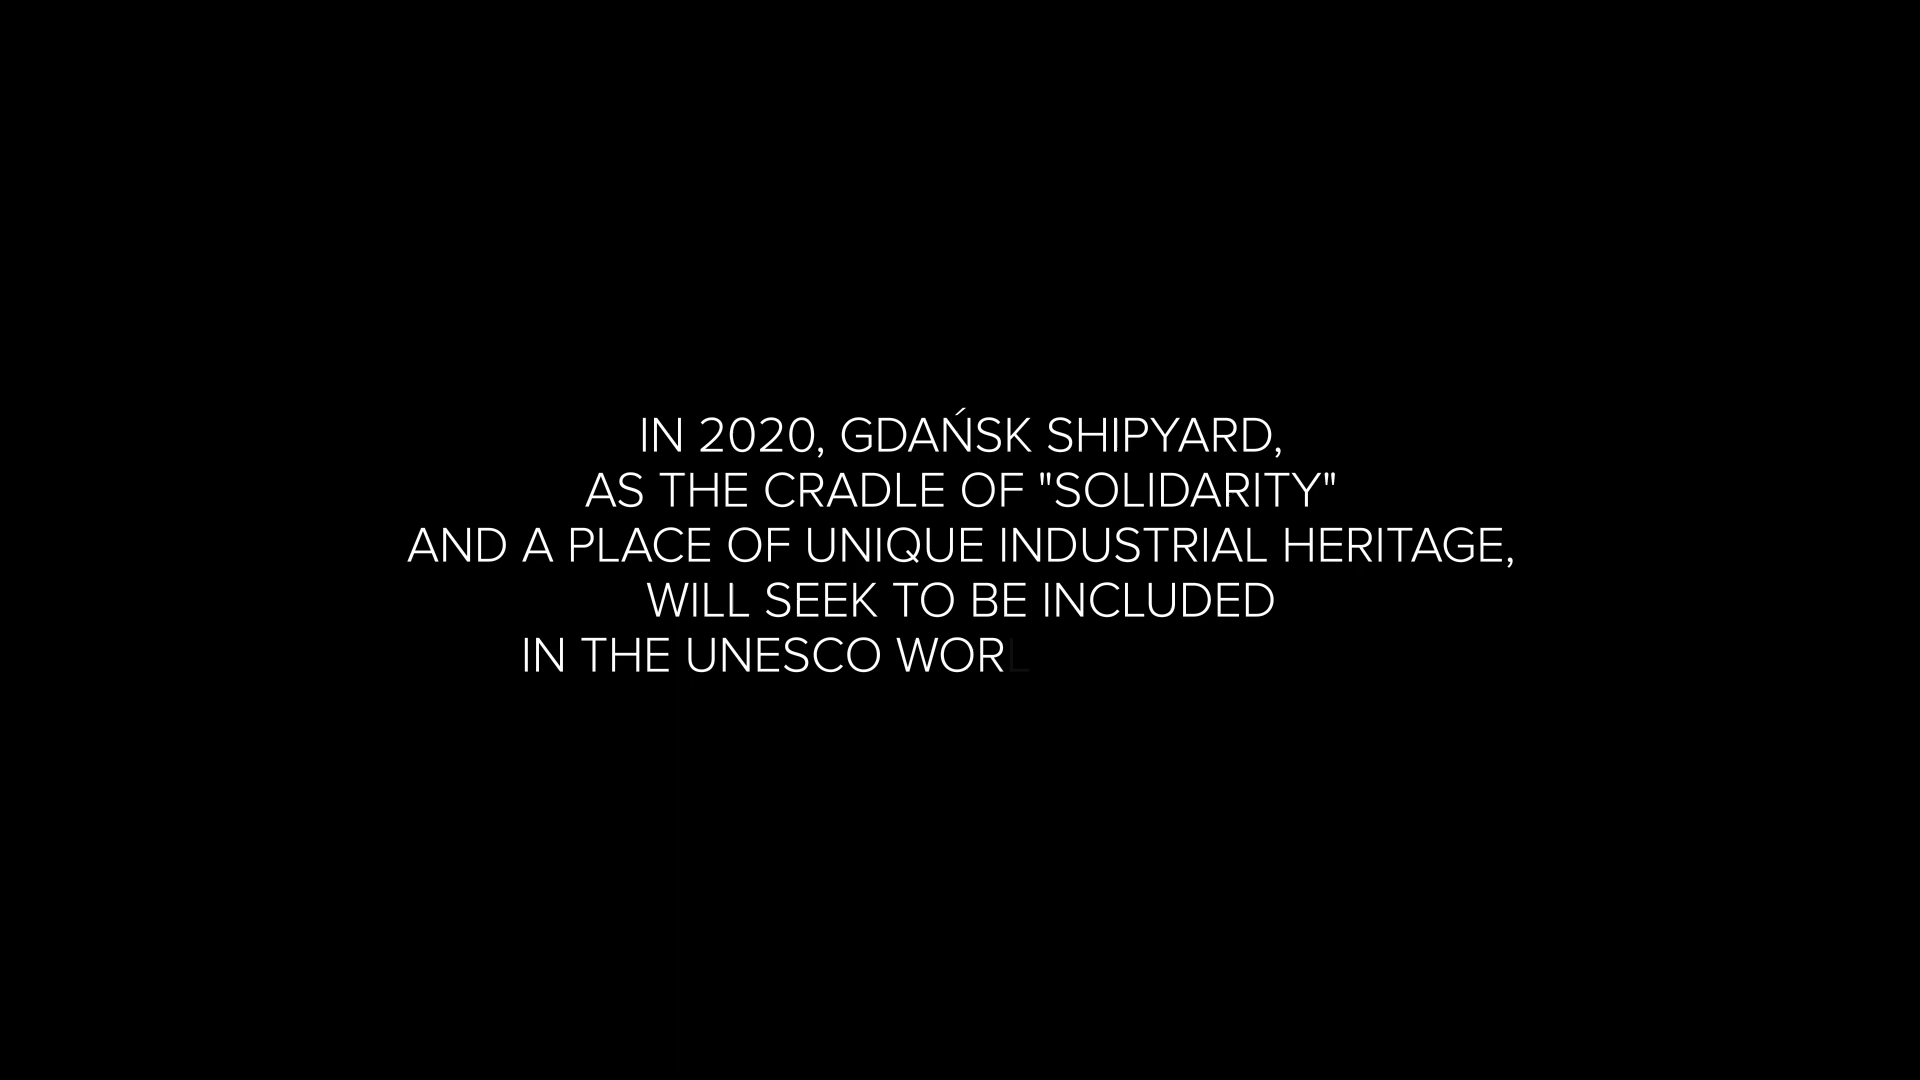 IN 2020, GDAŃSK SHIPYARD,
AS THE CRADLE OF "SOLIDARITY"
AND A PLACE OF UNIQUE INDUSTRIAL HERITAGE,
WILL SEEK TO BE INCLUDED
IN THE UNESCO WORL